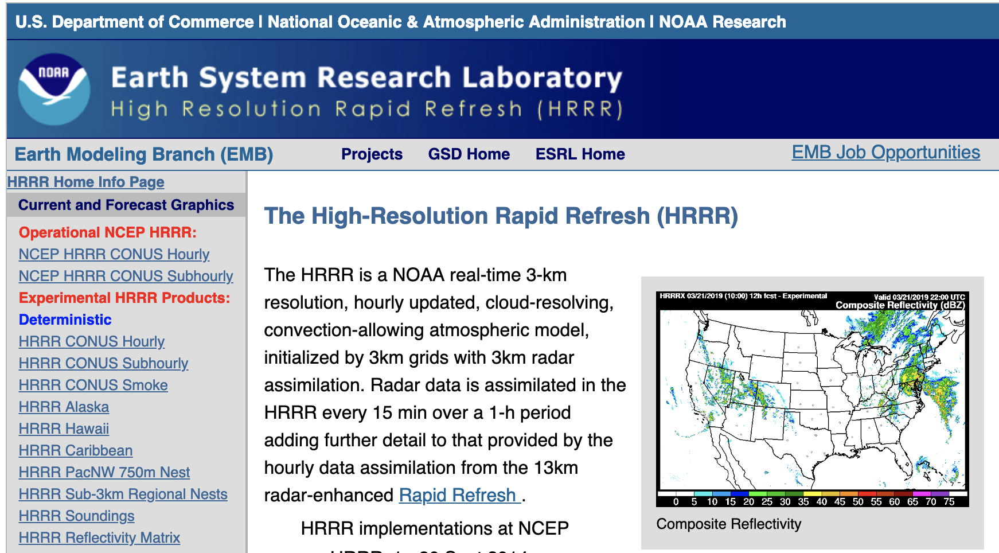 U.S. Department of Commerce | National Oceanic & Atmospheric Administration | NOAA Research
NOAA
Earth System Research Laboratory
High Resolution Rapid Refresh (HRRR)
Earth Modeling Branch (EMB) Projects GSD Home ESRL Home EMB Job Opportunities
HRRR Home Info Page
Current and Forecast Graphics
Operational NCEP HRRR:
NCEP HRRR CONUS Hourly
NCEP HRRR CONUS Subhourly
Experimental HRRR Products:
Deterministic
HRRR CONUS Hourly
HRRR CONUS Subhourly
HRRR CONUS Smoke
HRRR Alaska
HRRR Hawaii
HRRR Caribbean
HRRR PacNW 750m Nest
HRRR Sub-3km Regional Nests
HRRR Soundings
HRRR Reflectivity Matrix
The High-Resolution Rapid Refresh (HRRR)
The HRRR is a NOAA real-time 3-km
resolution, hourly updated, cloud-resolving,
convection-allowing atmospheric model,
initialized by 3km grids with 3km radar
assimilation. Radar data is assimilated in the
HRRR every 15 min over a 1-h period
adding further detail to that provided by the
hourly data assimilation from the 13km
radar-enhanced Rapid Refresh .
HRRR implementations at NCEP
HRRRX 03/21/2019 (10:00) 12h fcst - Experimental Valid 03/21/2019 22:00 UTC
Composite Reflectivity (dBZ)
0 5 10 15 20 25 30 35 40 45 50 55 60 65 70 75
Composite Reflectivity